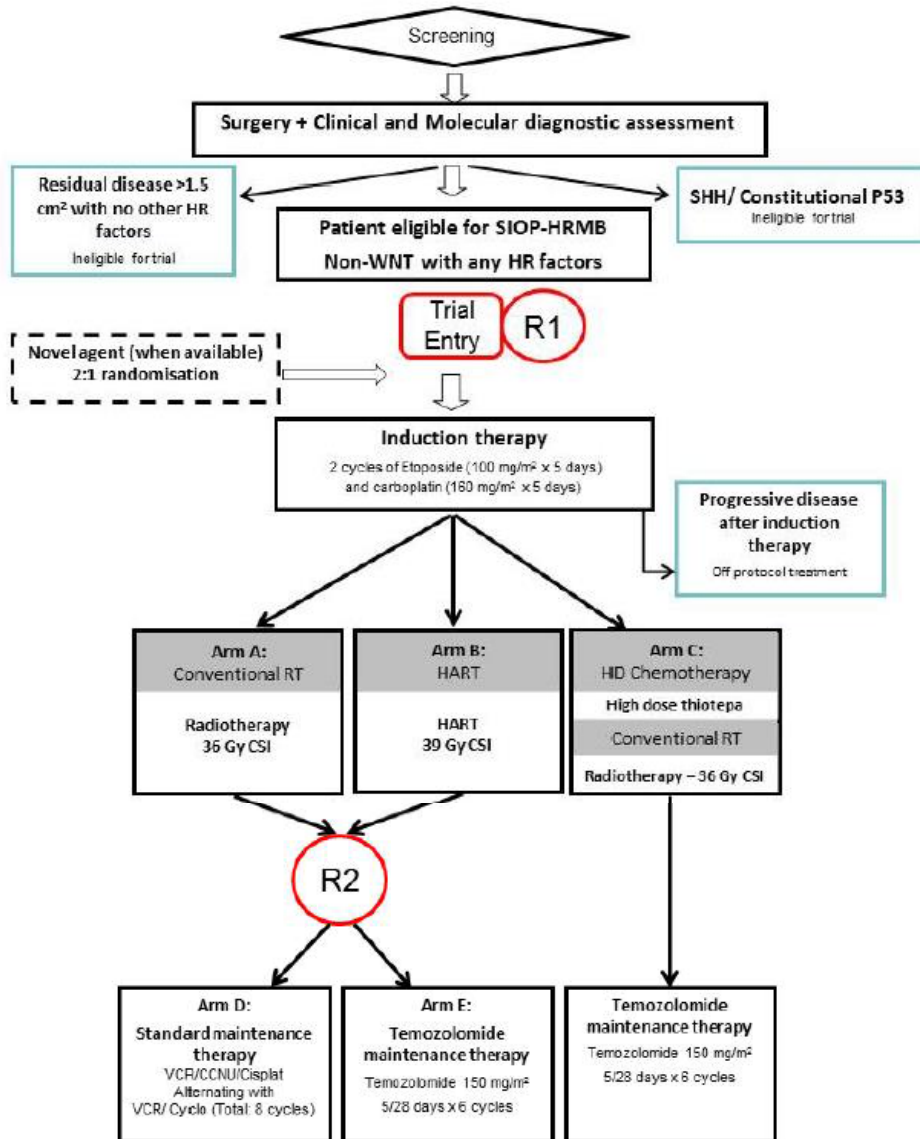 Screening
Surgery + Clinical and Molecular diagnostic assessment
Residual disease >1.5
cm² with no other HR
factors
Ineligible for trial
Patient eligible for SIOP-HRMB
Non-WNT with any HR factors
SHH/ Constitutional P53
Ineligible for trial
Trial
Entry
R1
Novel agent (when available)
2:1 randomisation
Induction therapy
2 cycles of Etoposide (100 mg/m² x 5 days)
and carboplatin (160 mg/m² x 5 days)
Progressive disease
after induction
therapy
Off protocol treatment
Arm A:
Conventional RT
Radiotherapy
36 Gy CSI
Arm B:
HART
HART
39 Gy CSI
Arm C:
HD Chemotherapy
High dose thiotepa
Conventional RT
Radiotherapy – 36 Gy CSI
R2
Arm D:
Standard maintenance
therapy
VCR/CCNU/Cisplat
Alternating with
VCR/ Cyclo (Total: 8 cycles)
Arm E:
Temozolomide
maintenance therapy
Temozolomide 150 mg/m²
5/28 days x 6 cycles
Temozolomide
maintenance therapy
Temozolomide 150 mg/m²
5/28 days x 6 cycles